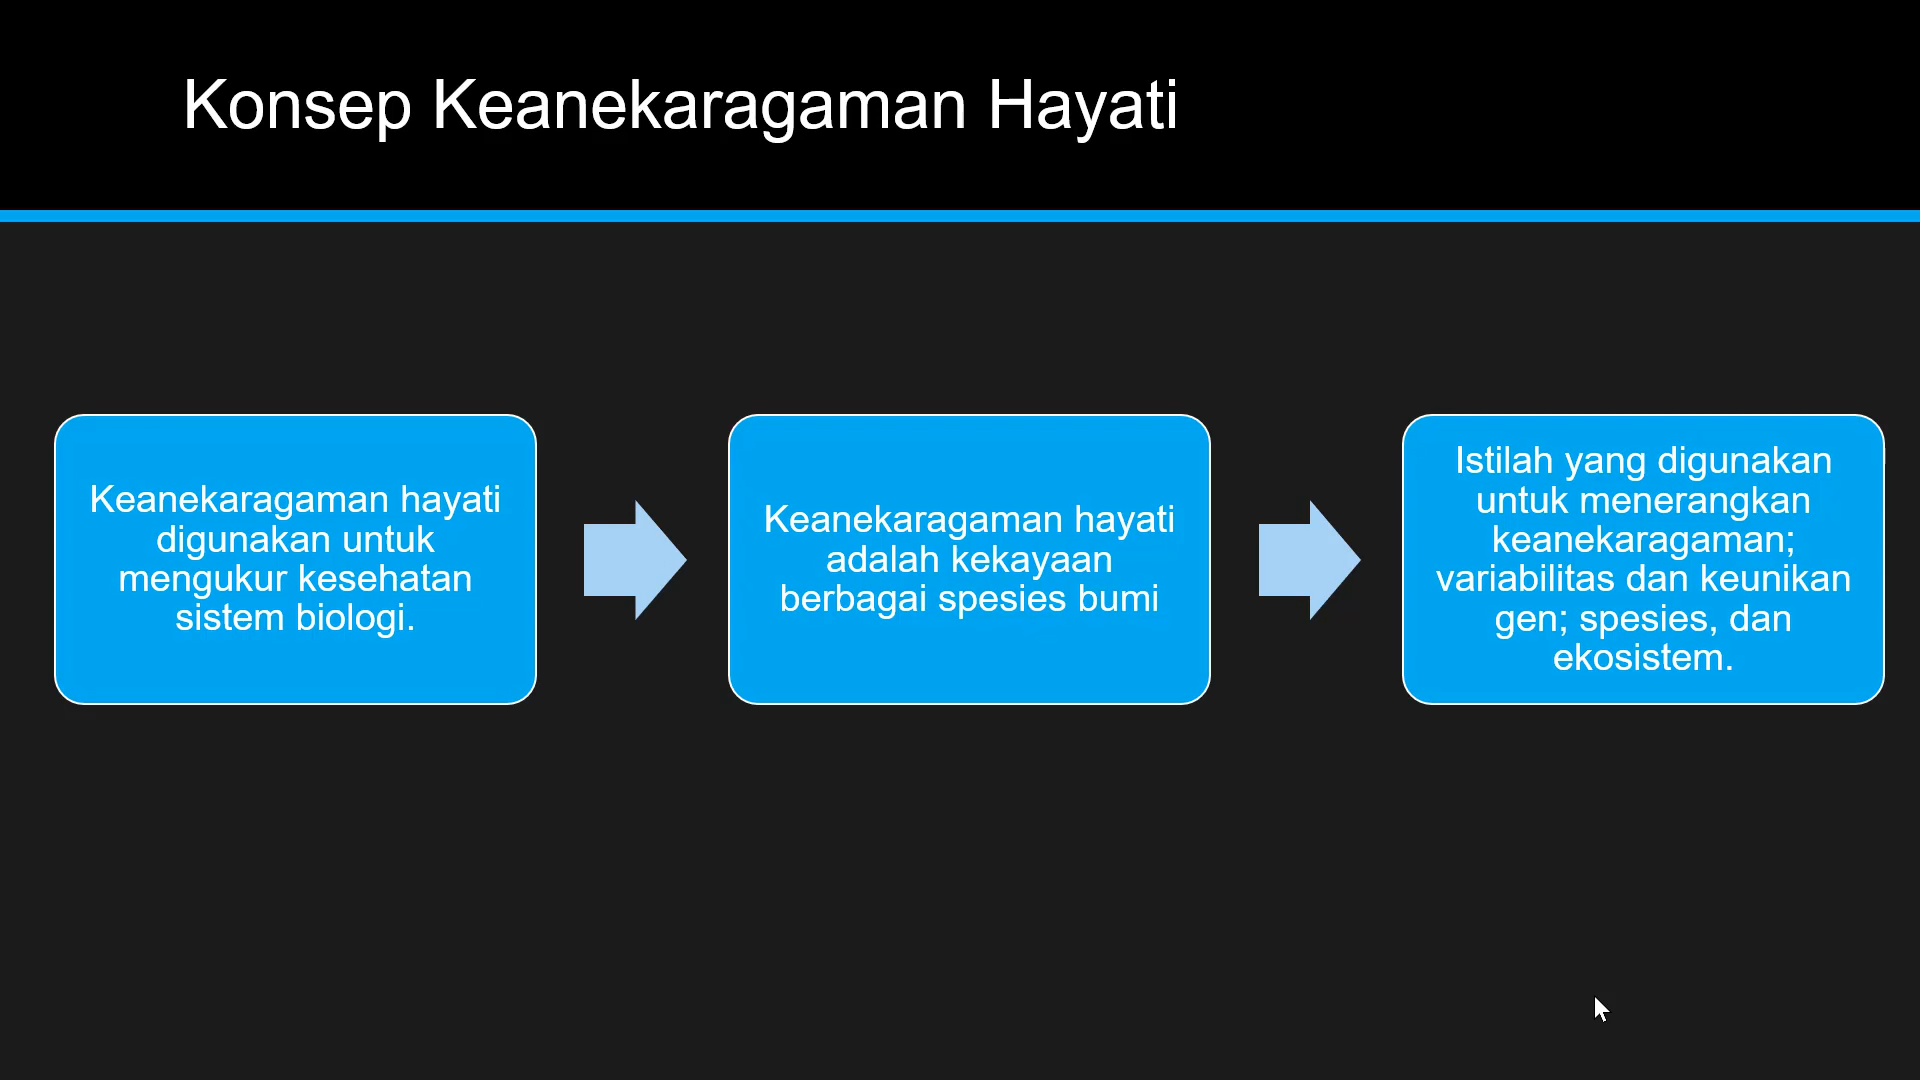 Konsep Keanekaragaman Hayati
Keanekaragaman hayati
digunakan untuk
mengukur kesehatan
sistem biologi.
Keanekaragaman hayati
adalah kekayaan
berbagai spesies bumi
Istilah yang digunakan
untuk menerangkan
keanekaragaman;
variabilitas dan keunikan
gen; spesies, dan
ekosistem.